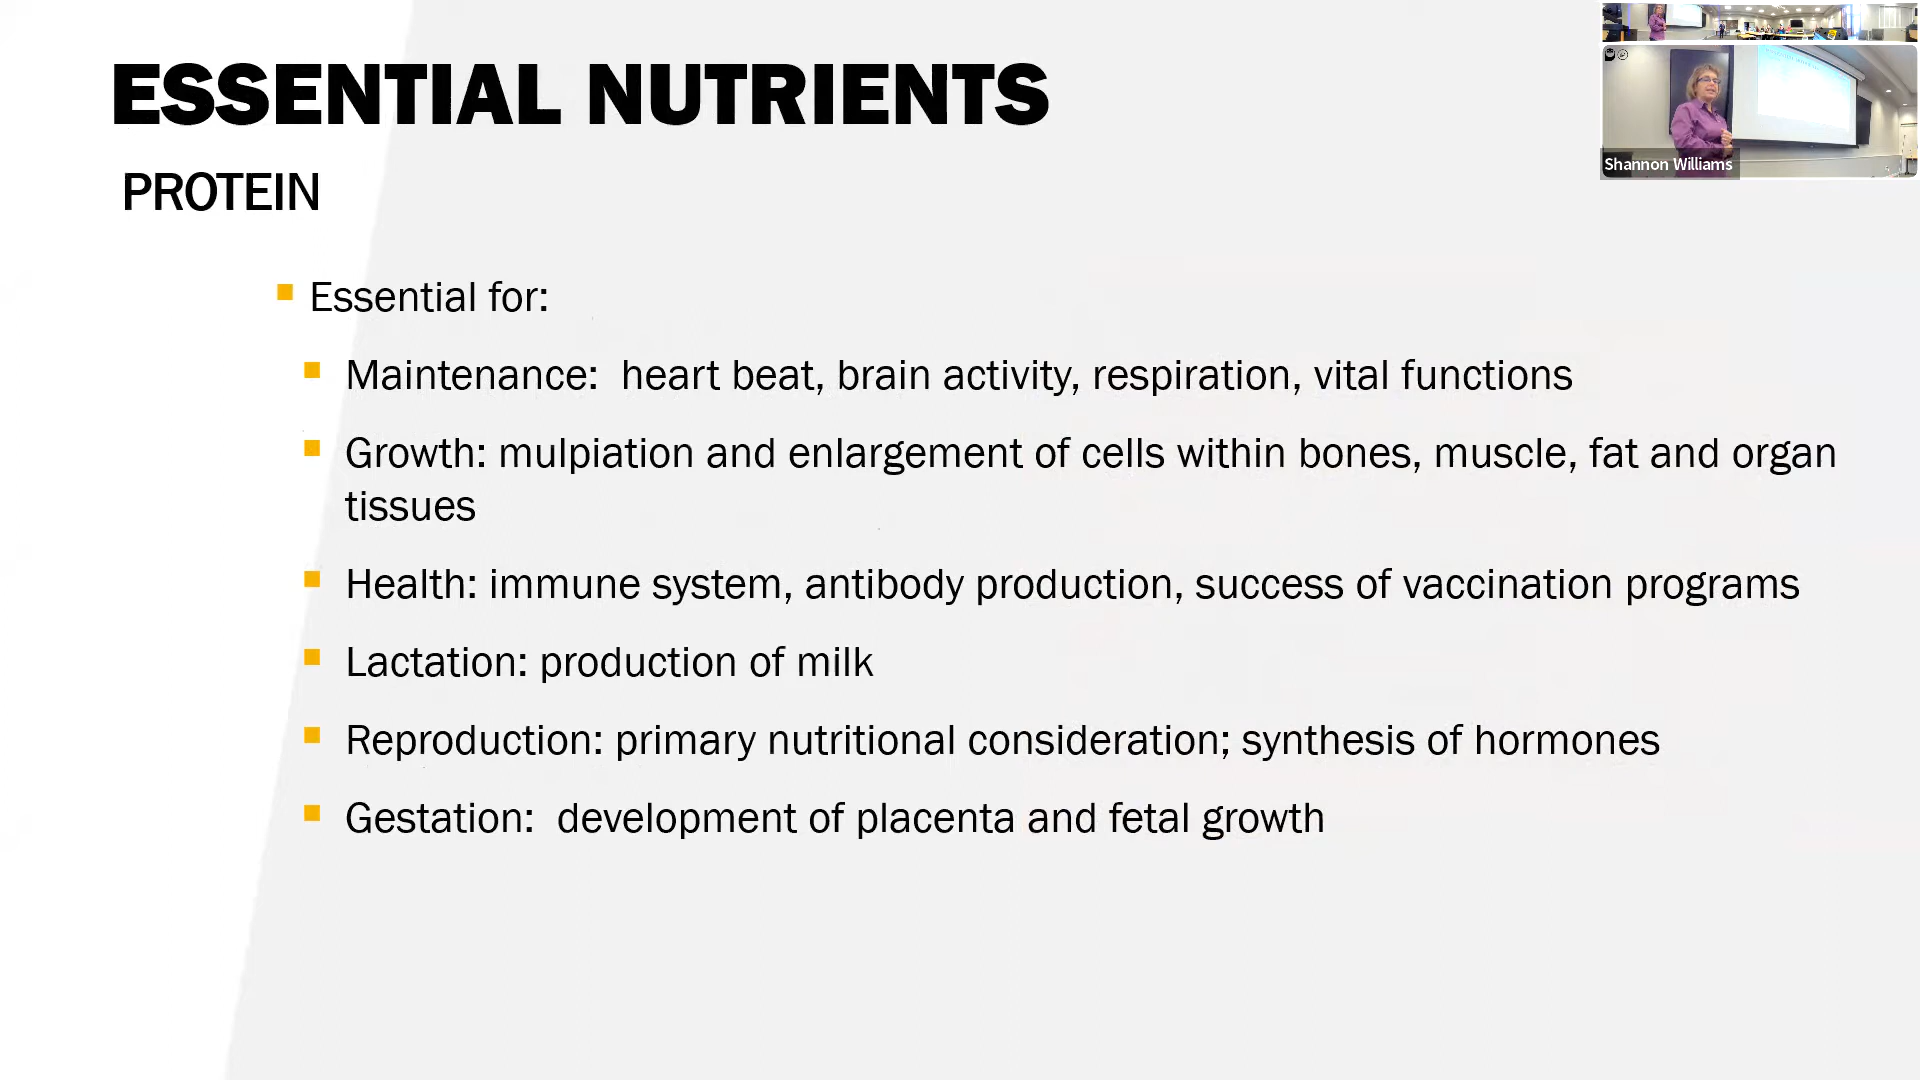 ESSENTIAL NUTRIENTS
PROTEIN
Essential for:
Maintenance:  heart beat, brain activity, respiration, vital functions
Growth: mulpiation and enlargement of cells within bones, muscle, fat and organ
tissues
Health: immune system, antibody production, success of vaccination programs
Lactation: production of milk
Reproduction: primary nutritional consideration; synthesis of hormones
Gestation:  development of placenta and fetal growth
Shannon Williams